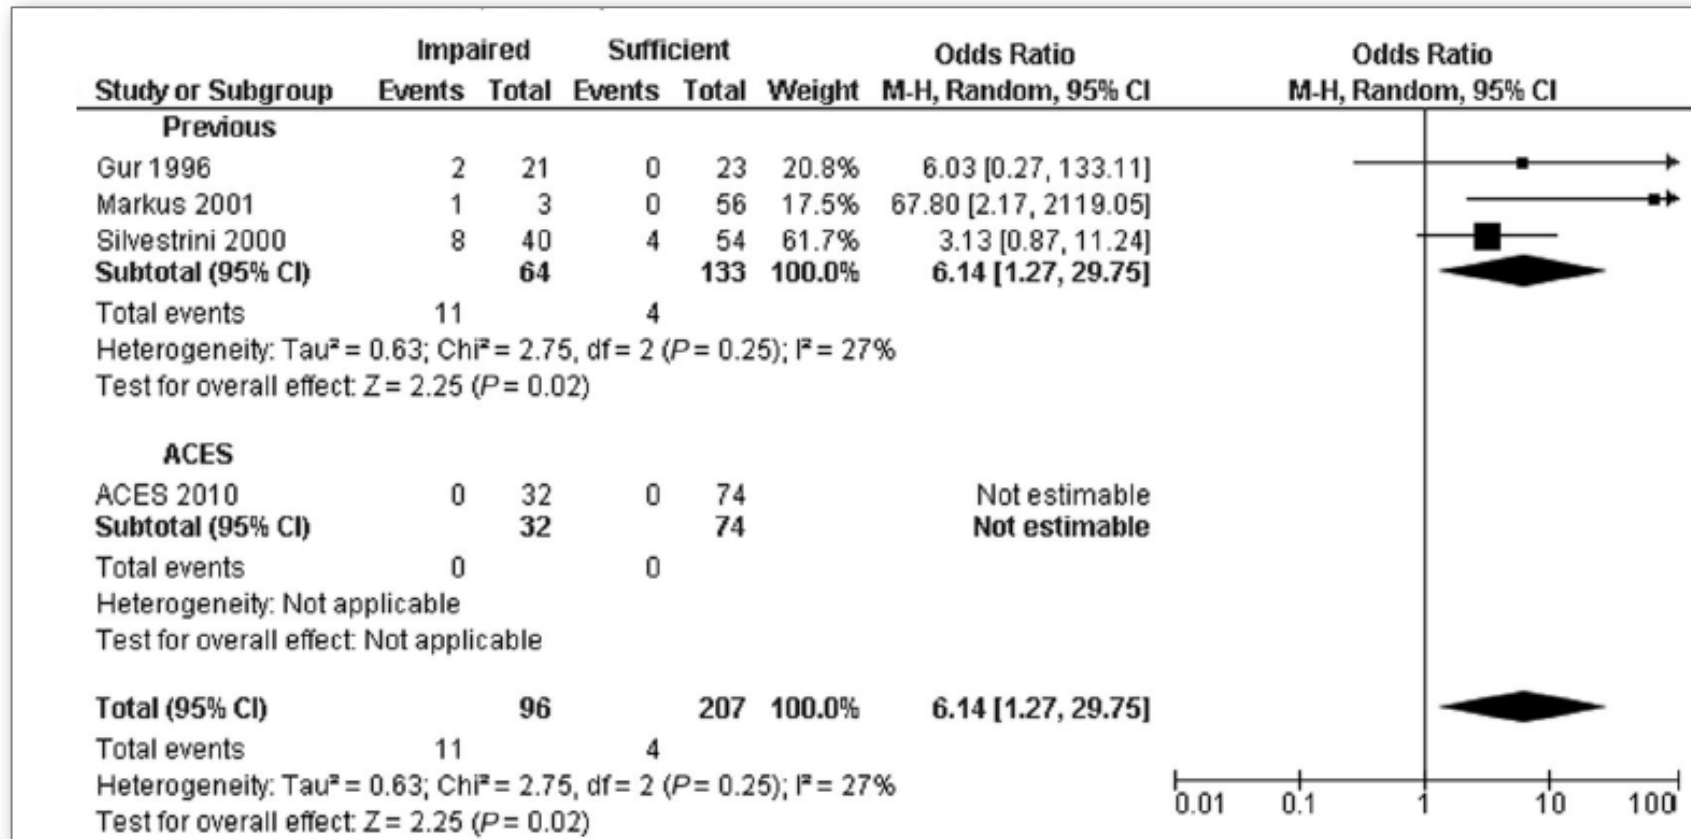 Impaired Sufficient Odds Ratio Odds Ratio
Study or Subgroup Events Total Events Total Weight M-H, Random, 95% CI M-H, Random, 95% CI
Previous
Gur 1996 2 21 0 23 20.8% 6.03 [0.27, 133.11]
Markus 2001 1 3 0 56 17.5% 67.80 [2.17, 2119.05]
Silvestrini 2000 8 40 4 54 61.7% 3.13 [0.87, 11.24]
Subtotal (95% CI) 64 133 100.0% 6.14 [1.27, 29.75]
Total events 11 4
Heterogeneity: Tau² = 0.63; Chi² = 2.75, df = 2 (P = 0.25); I² = 27%
Test for overall effect: Z = 2.25 (P = 0.02)
ACES
ACES 2010 0 32 0 74 Not estimable
Subtotal (95% CI) 32 74 Not estimable
Total events 0 0
Heterogeneity: Not applicable
Test for overall effect: Not applicable
Total (95% CI) 96 207 100.0% 6.14 [1.27, 29.75]
Total events 11 4
Heterogeneity: Tau² = 0.63; Chi² = 2.75, df = 2 (P = 0.25); I² = 27%
Test for overall effect: Z = 2.25 (P = 0.02)
0.01 0.1 1 10 100